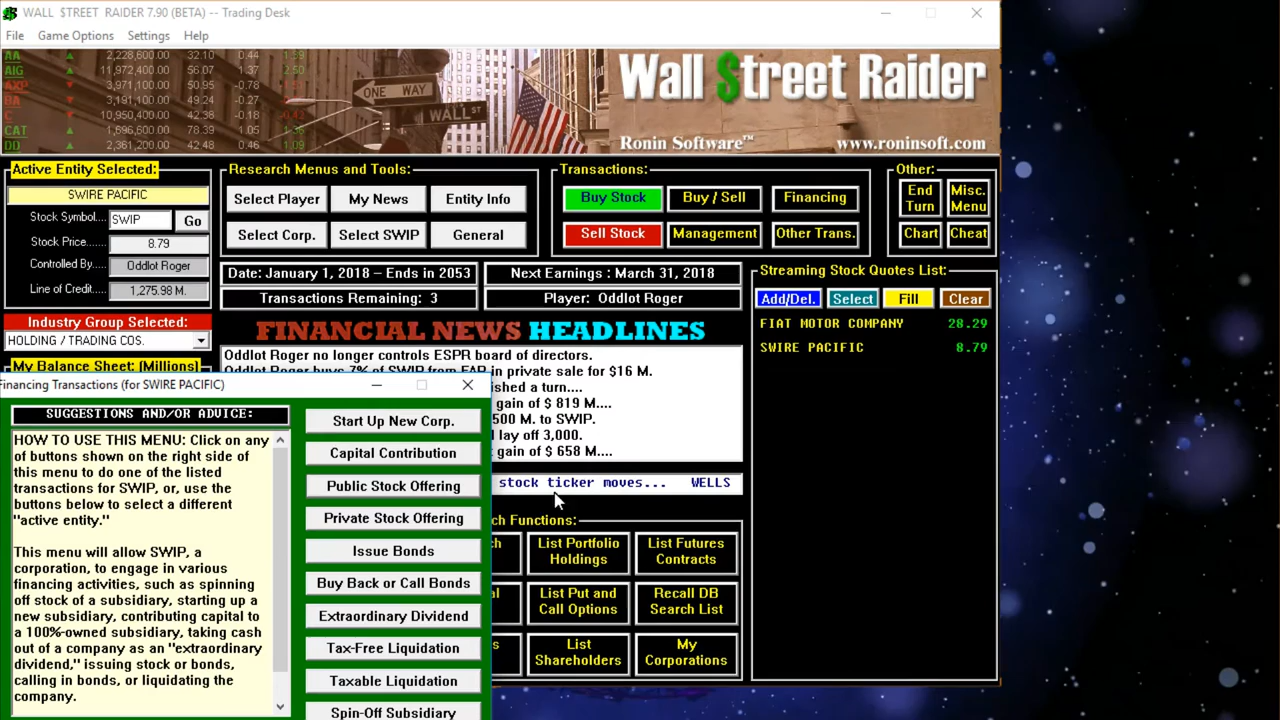 WALL $TREET RAIDER 7.90 (BETA) -- Trading Desk
File Game Options Settings Help
AA 2,228,600.00 32.10 0.44 1.39
AIG 11,972,400.00 56.07 1.37 2.50
AXP 3,971,100.00 50.95 -0.78
BA 3,191,100.00 49.24 -0.27
C 10,950,400.00 42.38 -0.18
CAT 1,696,600.00 78.39 1.05 1.36
DD 2,361,200.00 42.48 0.46 1.09
ONE WAY
WALL ST
Wall $treet Raider
Ronin Software™ www.roninsoft.com
Active Entity Selected:
SWIRE PACIFIC
Stock Symbol.... SWIP Go
Stock Price...... 8.79
Controlled By.... Oddlot Roger
Line of Credit.... 1,275.98 M.
Industry Group Selected:
HOLDING / TRADING COS.
My Balance Sheet: (Millions)
Research Menus and Tools:
Select Player My News Entity Info
Select Corp. Select SWIP General
Transactions:
Buy Stock Buy / Sell Financing
Sell Stock Management Other Trans.
Other:
End Turn Misc. Menu
Chart Cheat
Date: January 1, 2018 – Ends in 2053
Next Earnings : March 31, 2018
Transactions Remaining: 3
Player: Oddlot Roger
FINANCIAL NEWS HEADLINES
Oddlot Roger no longer controls ESPR board of directors.
Oddlot Roger buys 7% of SWIP from FAR in private sale for $16 M.
ished a turn....
gain of $ 819 M....
500 M. to SWIP.
lay off 3,000.
gain of $ 658 M....
stock ticker moves... WELLS
ch Functions:
List Portfolio Holdings
List Futures Contracts
List Put and Call Options
Recall DB Search List
List Shareholders
My Corporations
Streaming Stock Quotes List:
Add/Del. Select Fill Clear
FIAT MOTOR COMPANY 28.29
SWIRE PACIFIC 8.79
Financing Transactions (for SWIRE PACIFIC)
SUGGESTIONS AND/OR ADVICE:
HOW TO USE THIS MENU: Click on any
of buttons shown on the right side of
this menu to do one of the listed
transactions for SWIP, or, use the
buttons below to select a different
"active entity."
This menu will allow SWIP, a
corporation, to engage in various
financing activities, such as spinning
off stock of a subsidiary, starting up a
new subsidiary, contributing capital to
a 100%-owned subsidiary, taking cash
out of a company as an "extraordinary
dividend," issuing stock or bonds,
calling in bonds, or liquidating the
company.
Start Up New Corp.
Capital Contribution
Public Stock Offering
Private Stock Offering
Issue Bonds
Buy Back or Call Bonds
Extraordinary Dividend
Tax-Free Liquidation
Taxable Liquidation
Spin-Off Subsidiary